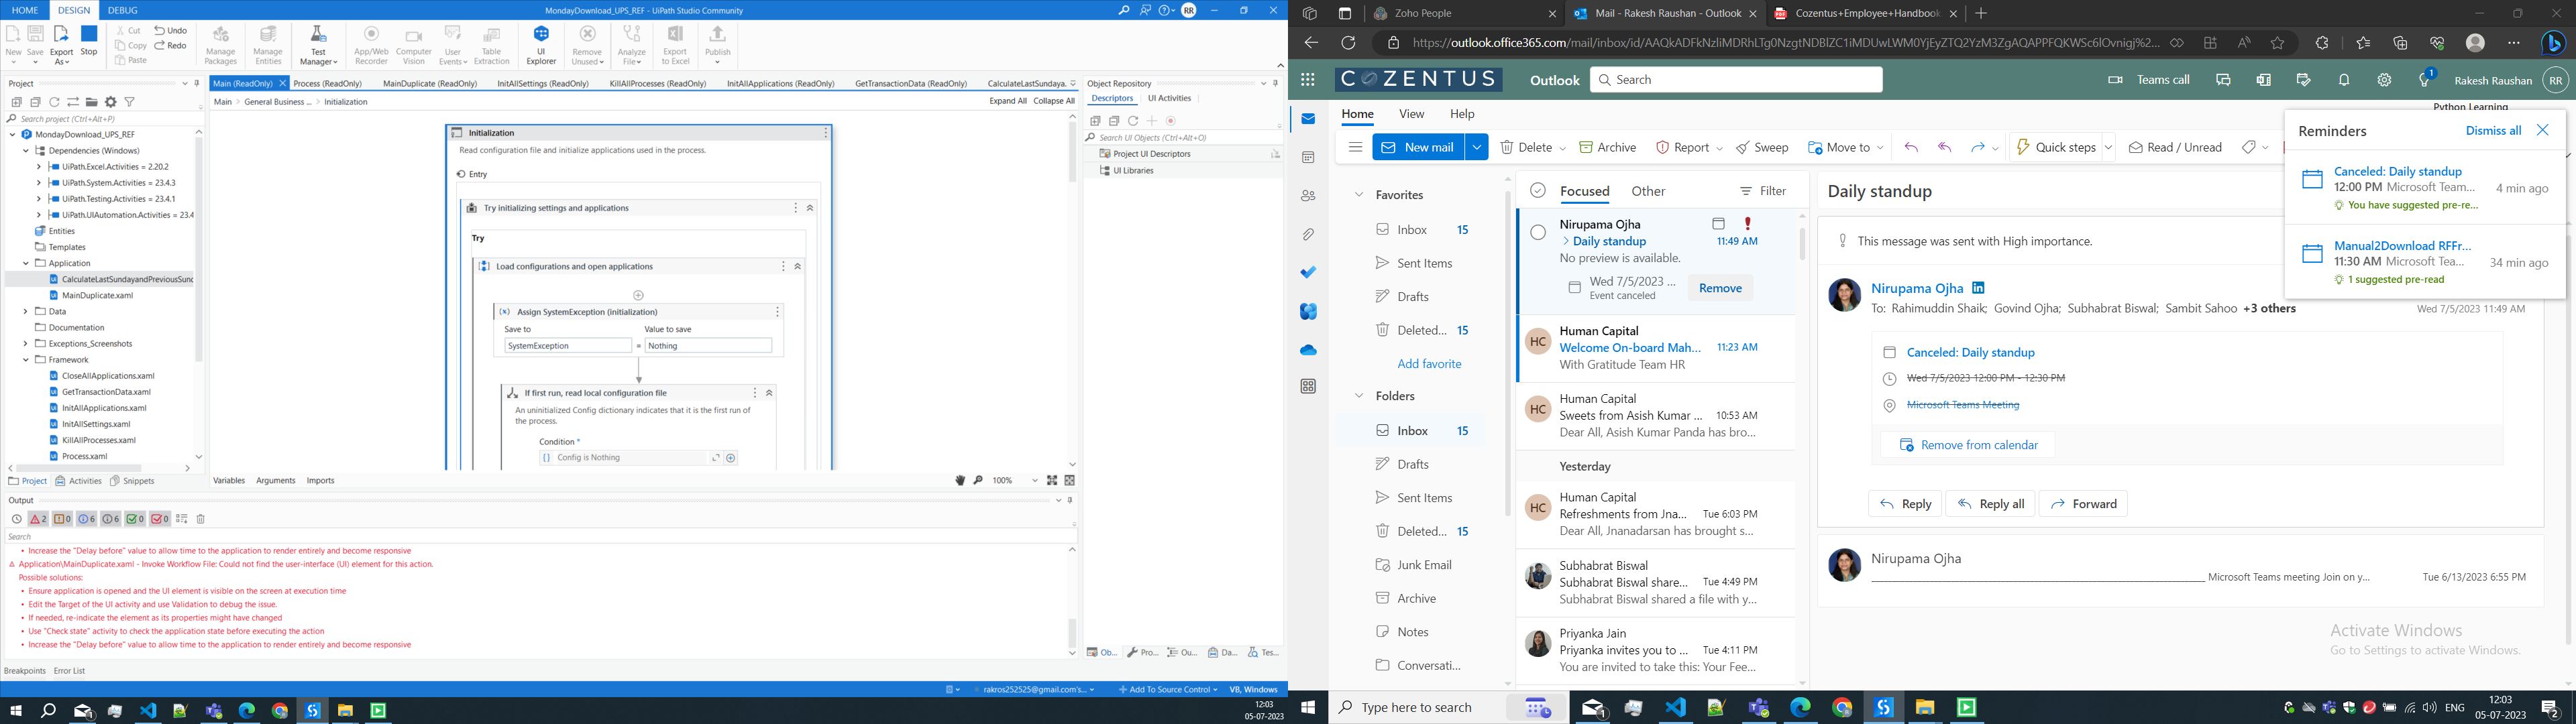 HOME DESIGN DEBUG
MondayDownload_UPS_REF - UiPath Studio Community
RR
New Save Export As Stop
Cut Copy Paste
Undo Redo
Manage Packages
Manage Entities
Test Manager
App/Web Recorder
Computer Vision
User Events
Table Extraction
UI Explorer
Remove Unused
Analyze File
Export to Excel
Publish
Project
Search project (Ctrl+Alt+P)
MondayDownload_UPS_REF
Dependencies (Windows)
UiPath.Excel.Activities = 2.20.2
UiPath.System.Activities = 23.4.3
UiPath.Testing.Activities = 23.4.1
UiPath.UIAutomation.Activities = 23.4
Entities
Templates
Application
CalculateLastSundayandPreviousSund
MainDuplicate.xaml
Data
Documentation
Exceptions_Screenshots
Framework
CloseAllApplications.xaml
GetTransactionData.xaml
InitAllApplications.xaml
InitAllSettings.xaml
KillAllProcesses.xaml
Process.xaml
Project Activities Snippets
Main (ReadOnly) Process (ReadOnly) MainDuplicate (ReadOnly) InitAllSettings (ReadOnly) KillAllProcesses (ReadOnly) InitAllApplications (ReadOnly) GetTransactionData (ReadOnly) CalculateLastSundaya.
Main > General Business ... > Initialization
Expand All Collapse All
Initialization
Read configuration file and initialize applications used in the process.
Entry
Try initializing settings and applications
Try
Load configurations and open applications
Assign SystemException (initialization)
Save to Value to save
SystemException = Nothing
If first run, read local configuration file
An uninitialized Config dictionary indicates that it is the first run of
the process.
Condition *
Config is Nothing
Variables Arguments Imports
100%
Object Repository
Descriptors UI Activities
Search UI Objects (Ctrl+Alt+O)
Project UI Descriptors
UI Libraries
Ob... Pro... Ou... Da... Tes...
Output
2 0 6 6 0 0
Search
• Increase the "Delay before" value to allow time to the application to render entirely and become responsive
Application\MainDuplicate.xaml - Invoke Workflow File: Could not find the user-interface (UI) element for this action.
Possible solutions:
• Ensure application is opened and the UI element is visible on the screen at execution time
• Edit the Target of the UI activity and use Validation to debug the issue.
• If needed, re-indicate the element as its properties might have changed
• Use "Check state" activity to check the application state before executing the action
• Increase the "Delay before" value to allow time to the application to render entirely and become responsive
Breakpoints Error List
rakros252525@gmail.com's... Add To Source Control VB, Windows
12:03
05-07-2023
Zoho People
Mail - Rakesh Raushan - Outlook
Cozentus+Employee+Handbook
https://outlook.office365.com/mail/inbox/id/AAQkADFkNzliMDRhLTg0NzgtNDBlZC1iMDUwLWM0YjEyZTQ2YzM3ZgAQAPPFQKWSc6lOvnigj%2...
COZENTUS
Outlook
Search
Teams call
1
Rakesh Raushan
RR
Home View Help
Python Learning
New mail Delete Archive Report Sweep Move to Quick steps Read / Unread
Favorites
Inbox 15
Sent Items
Drafts
Deleted... 15
Add favorite
Folders
Inbox 15
Drafts
Sent Items
Deleted... 15
Junk Email
Archive
Notes
Conversati...
Focused Other Filter
Nirupama Ojha
Daily standup 11:49 AM
No preview is available.
Wed 7/5/2023 ...
Event canceled
Remove
HC
Human Capital
Welcome On-board Mah... 11:23 AM
With Gratitude Team HR
HC
Human Capital
Sweets from Asish Kumar ... 10:53 AM
Dear All, Asish Kumar Panda has bro...
Yesterday
HC
Human Capital
Refreshments from Jna... Tue 6:03 PM
Dear All, Jnanadarsan has brought s...
Subhabrat Biswal
Subhabrat Biswal share... Tue 4:49 PM
Subhabrat Biswal shared a file with y...
Priyanka Jain
Priyanka invites you to ... Tue 4:11 PM
You are invited to take this: Your Fee...
Daily standup
This message was sent with High importance.
Nirupama Ojha
To: Rahimuddin Shaik; Govind Ojha; Subhabrat Biswal; Sambit Sahoo +3 others
Wed 7/5/2023 11:49 AM
Canceled: Daily standup
Wed 7/5/2023 12:00 PM - 12:30 PM
Microsoft Teams Meeting
Remove from calendar
Reply Reply all Forward
Nirupama Ojha
Microsoft Teams meeting Join on y...
Tue 6/13/2023 6:55 PM
Reminders
Dismiss all
Canceled: Daily standup
12:00 PM Microsoft Team... 4 min ago
You have suggested pre-re...
Manual2Download RFFr...
11:30 AM Microsoft Tea... 34 min ago
1 suggested pre-read
Activate Windows
Go to Settings to activate Windows.
Type here to search
ENG
12:03
05-07-2023
2